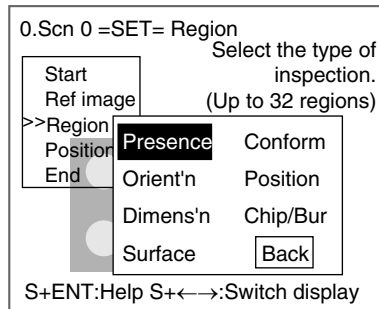 0.Scn 0 =SET= Region
Select the type of
inspection.
(Up to 32 regions)
Start
Ref image
>>Region
Position
End
Presence Conform
Orient'n Position
Dimens'n Chip/Bur
Surface Back
S+ENT:Help S+←→:Switch display